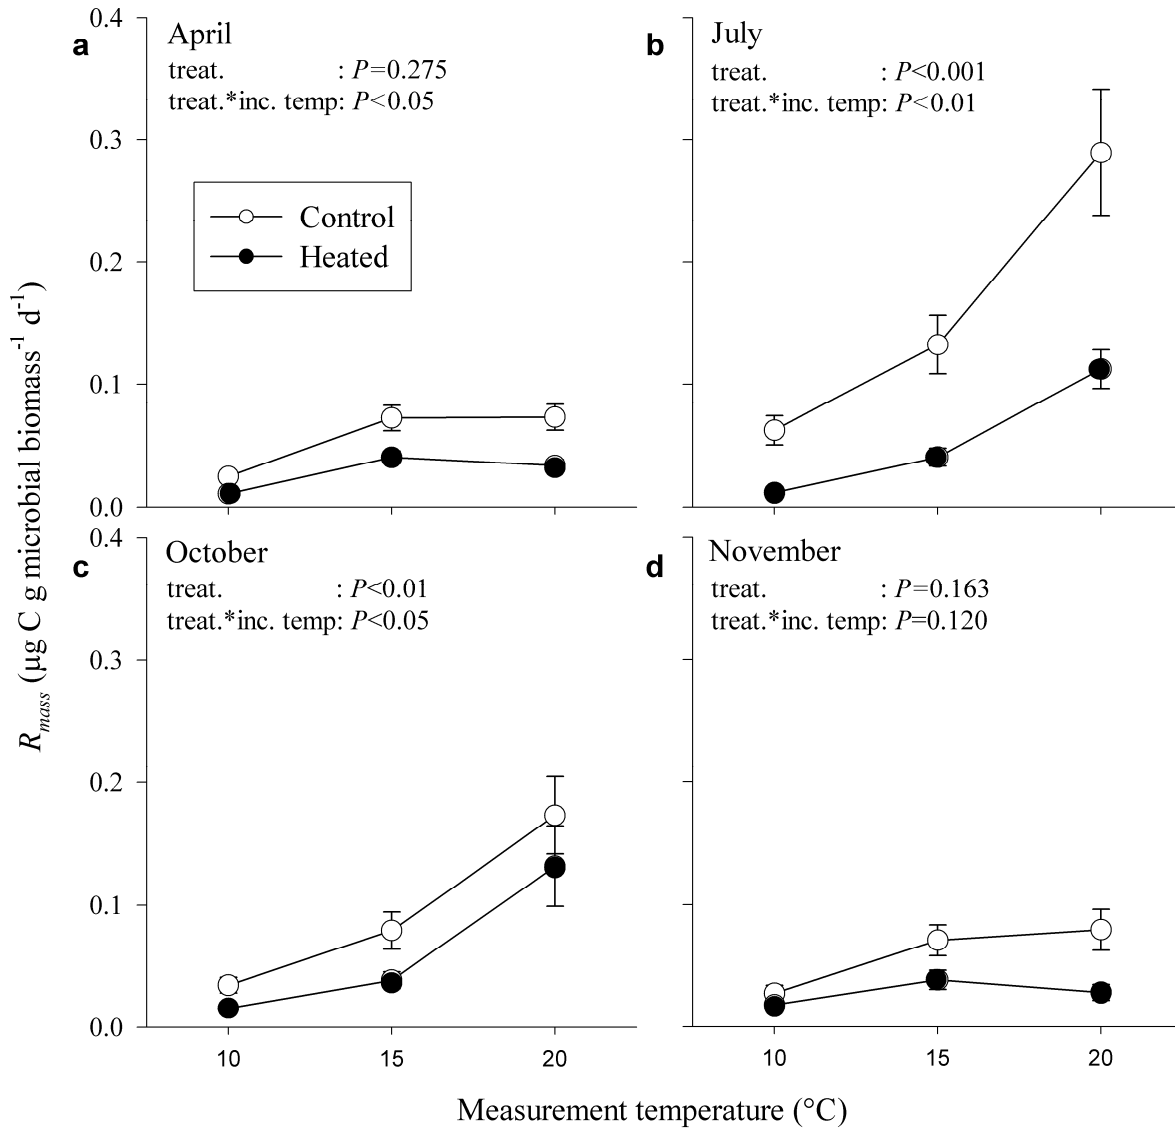 a
April
treat. : P=0.275
treat.*inc. temp: P<0.05
Control
Heated
0.4
0.3
0.2
0.1
0.0
b
July
treat. : P<0.001
treat.*inc. temp: P<0.01
c
October
treat. : P<0.01
treat.*inc. temp: P<0.05
0.4
0.3
0.2
0.1
0.0
10 15 20
d
November
treat. : P=0.163
treat.*inc. temp: P=0.120
10 15 20
Rmass (µg C g microbial biomass-1 d-1)
Measurement temperature (°C)